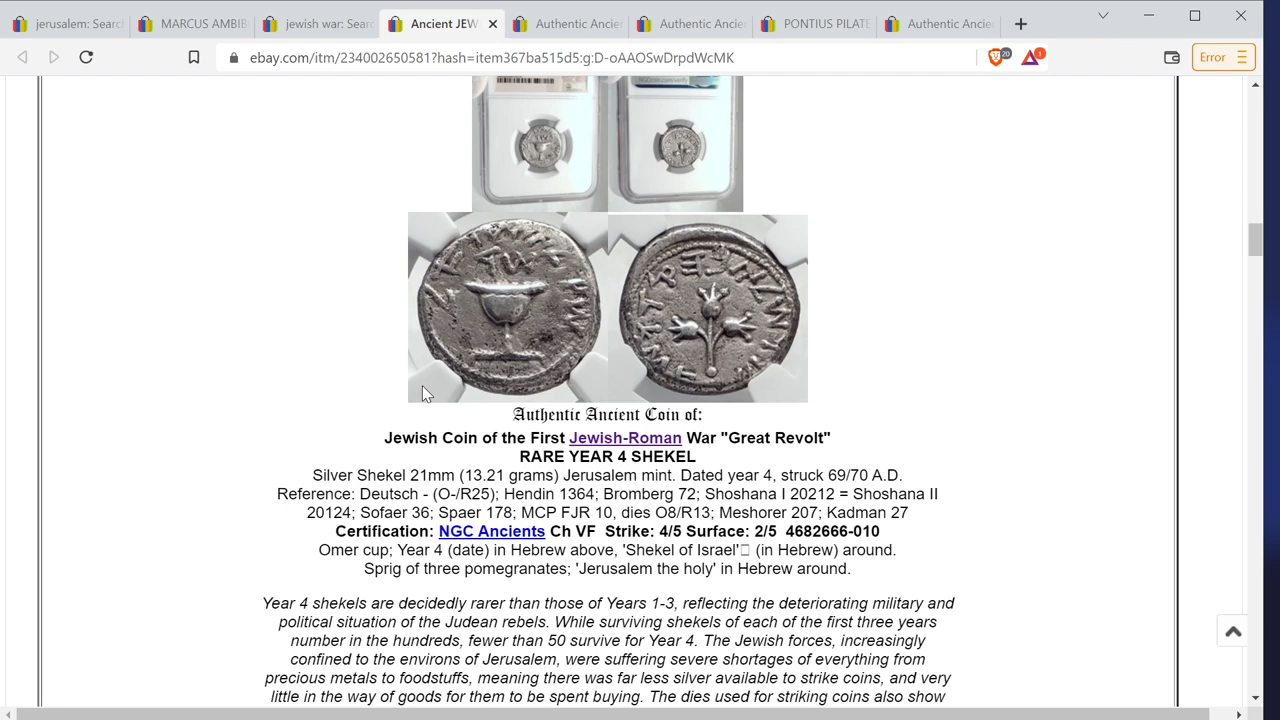 jerusalem: Searc
MARCUS AMBIB
jewish war: Sear
Ancient JEW
Authentic Ancie
Authentic Ancie
PONTIUS PILATE
Authentic Ancie
ebay.com/itm/234002650581?hash=item367ba515d5:g:D-oAAOSwDrpdWcMK
20
1
Error
Authentic Ancient Coin of:
Jewish Coin of the First Jewish-Roman War "Great Revolt"
RARE YEAR 4 SHEKEL
Silver Shekel 21mm (13.21 grams) Jerusalem mint. Dated year 4, struck 69/70 A.D.
Reference: Deutsch - (O-/R25); Hendin 1364; Bromberg 72; Shoshana I 20212 = Shoshana II
20124; Sofaer 36; Spaer 178; MCP FJR 10, dies O8/R13; Meshorer 207; Kadman 27
Certification: NGC Ancients Ch VF  Strike: 4/5 Surface: 2/5  4682666-010
Omer cup; Year 4 (date) in Hebrew above, 'Shekel of Israel'□ (in Hebrew) around.
Sprig of three pomegranates; 'Jerusalem the holy' in Hebrew around.
Year 4 shekels are decidedly rarer than those of Years 1-3, reflecting the deteriorating military and
political situation of the Judean rebels. While surviving shekels of each of the first three years
number in the hundreds, fewer than 50 survive for Year 4. The Jewish forces, increasingly
confined to the environs of Jerusalem, were suffering severe shortages of everything from
precious metals to foodstuffs, meaning there was far less silver available to strike coins, and very
little in the way of goods for them to be spent buying. The dies used for striking coins also show